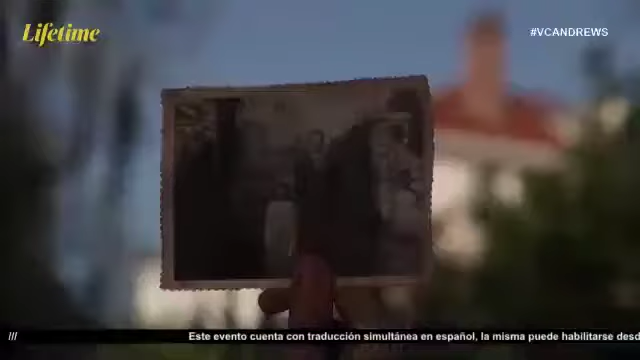 Lifetime
#VCANDREWS
/// Este evento cuenta con traducción simultánea en español, la misma puede habilitarse desd